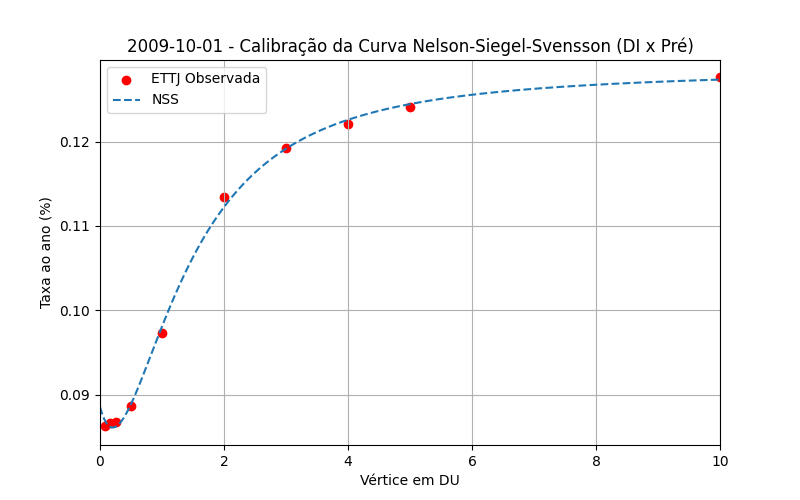 2009-10-01 - Calibração da Curva Nelson-Siegel-Svensson (DI x Pré)
ETTJ Observada
NSS
Taxa ao ano (%)
0.12
0.11
0.10
0.09
0 2 4 6 8 10
Vértice em DU